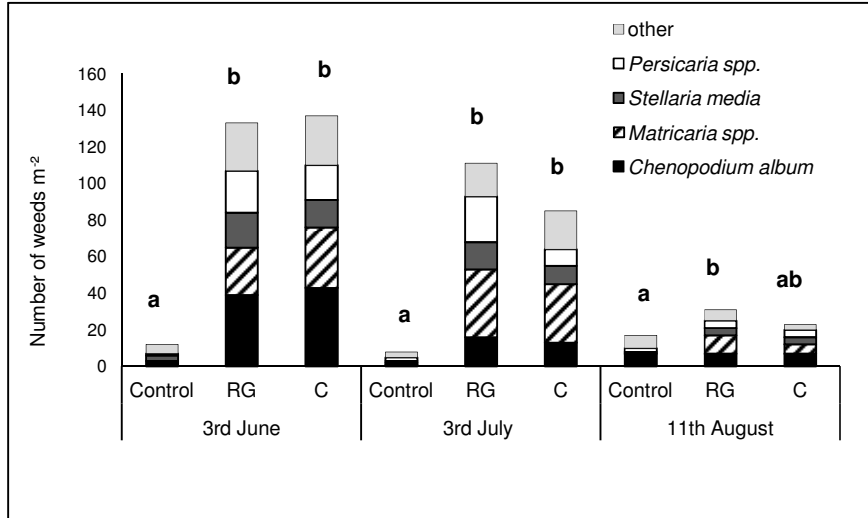 other
Persicaria spp.
Stellaria media
Matricaria spp.
Chenopodium album
Number of weeds m⁻²
160
140
120
100
80
60
40
20
0
a b b a b b a b ab
Control RG C Control RG C Control RG C
3rd June 3rd July 11th August